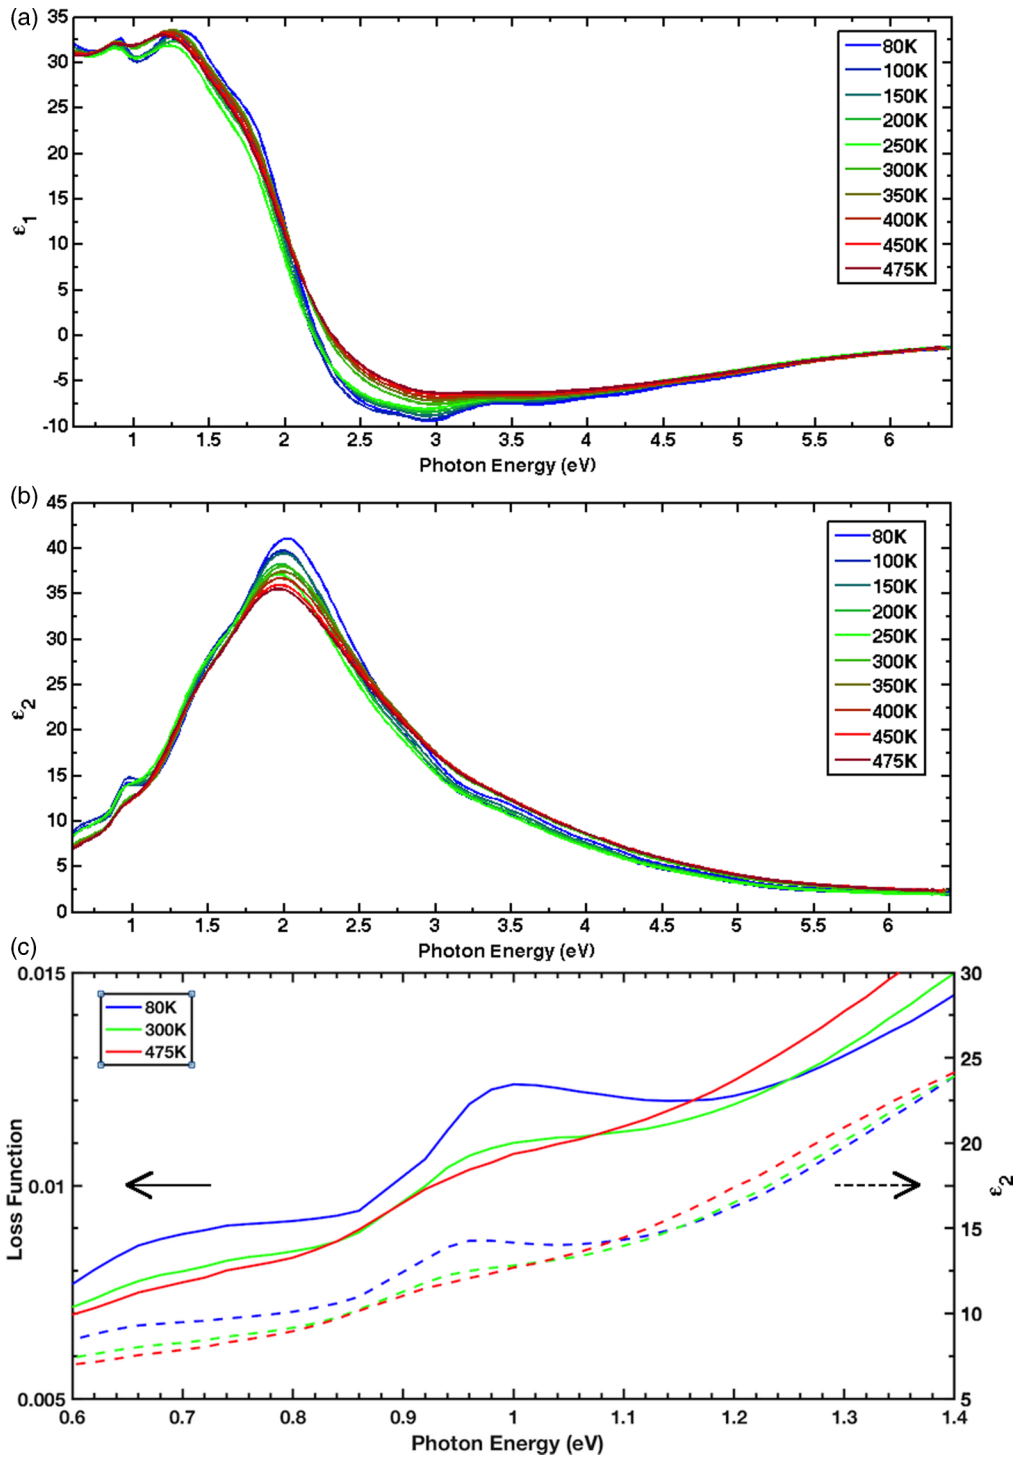 (a)
35
30
25
20
15
10
5
0
-5
-10
ε1
80K
100K
150K
200K
250K
300K
350K
400K
450K
475K
1 1.5 2 2.5 3 3.5 4 4.5 5 5.5 6
Photon Energy (eV)
(b)
45
40
35
30
25
20
15
10
5
0
ε2
80K
100K
150K
200K
250K
300K
350K
400K
450K
475K
1 1.5 2 2.5 3 3.5 4 4.5 5 5.5 6
Photon Energy (eV)
(c)
0.015
0.01
0.005
Loss Function
80K
300K
475K
30
25
20
15
10
5
ε2
0.6 0.7 0.8 0.9 1 1.1 1.2 1.3 1.4
Photon Energy (eV)